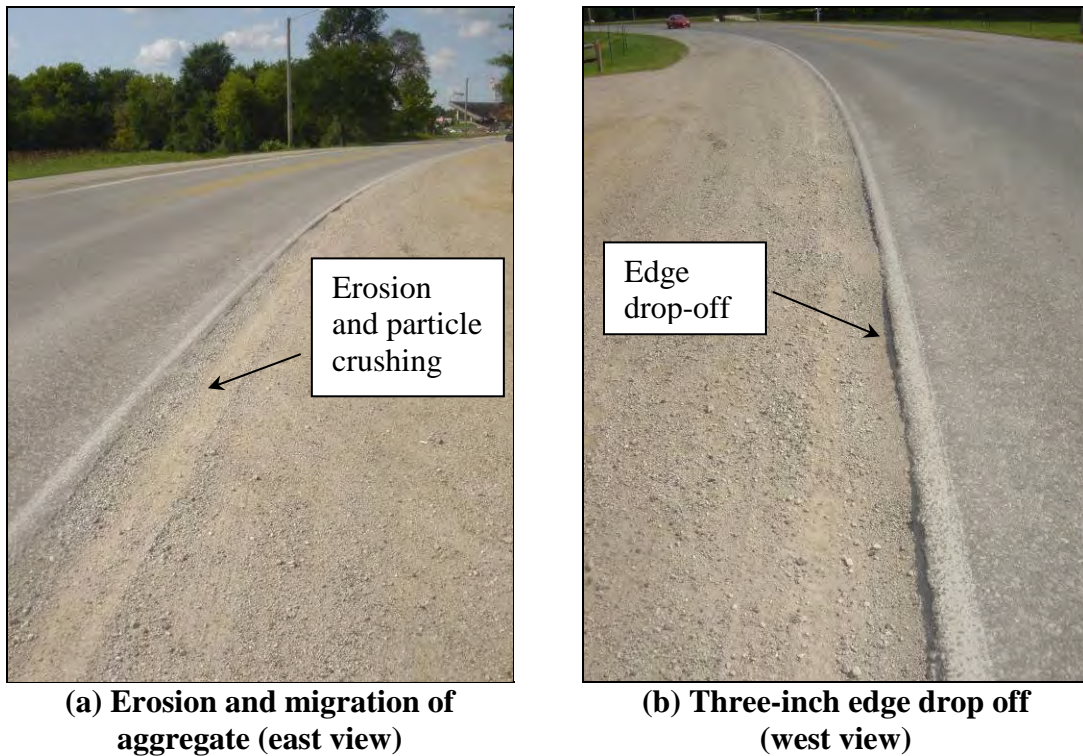 Erosion
and particle
crushing
Edge
drop-off
(a) Erosion and migration of
aggregate (east view)
(b) Three-inch edge drop off
(west view)